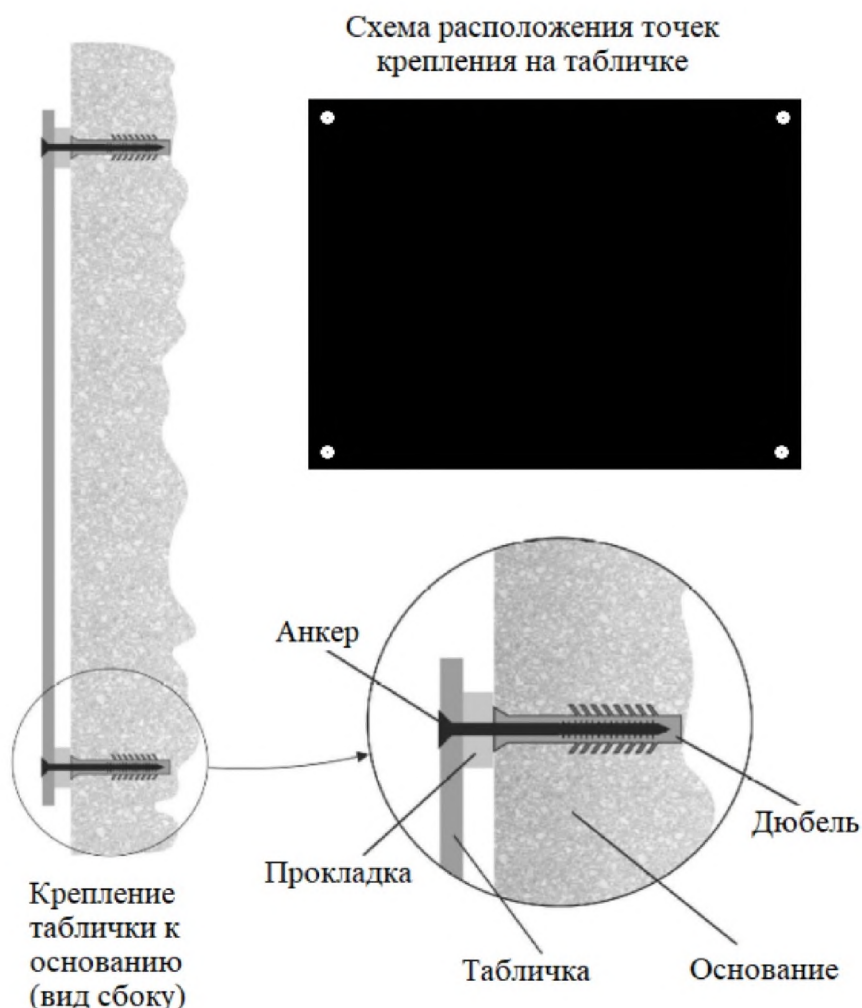 Схема расположения точек
крепления на табличке
Анкер
Дюбель
Прокладка
Крепление
таблички к
основанию
(вид сбоку)
Табличка
Основание